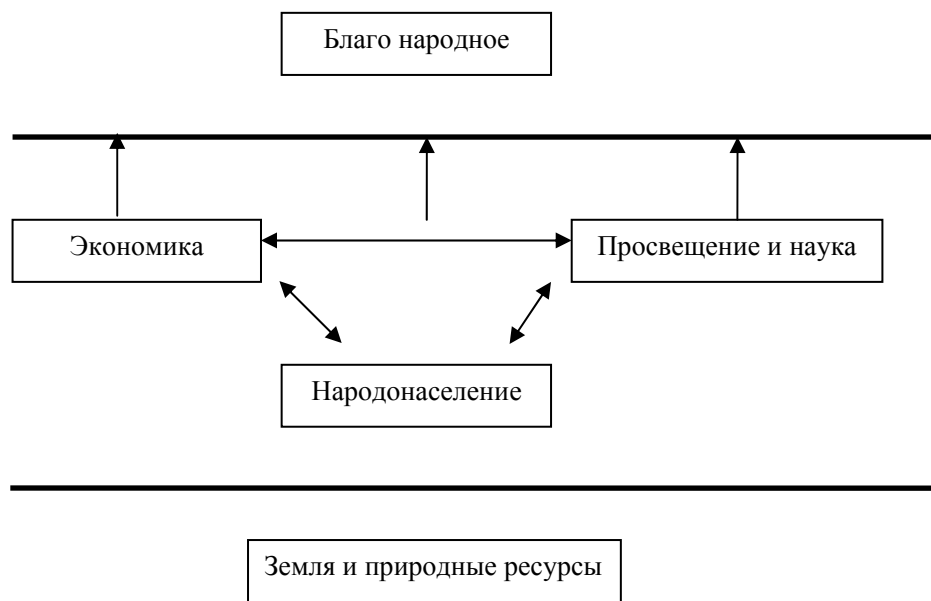 Благо народное
Экономика
Просвещение и наука
Народонаселение
Земля и природные ресурсы